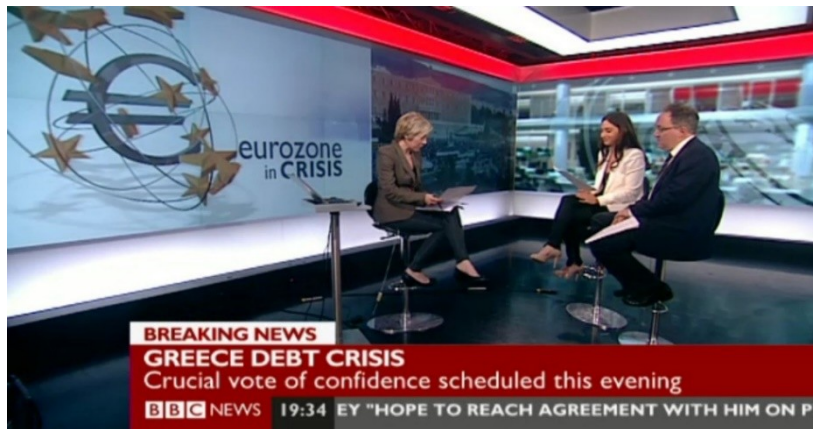 eurozone
in CRISIS
BREAKING NEWS
GREECE DEBT CRISIS
Crucial vote of confidence scheduled this evening
BBC NEWS 19:34 EY "HOPE TO REACH AGREEMENT WITH HIM ON P